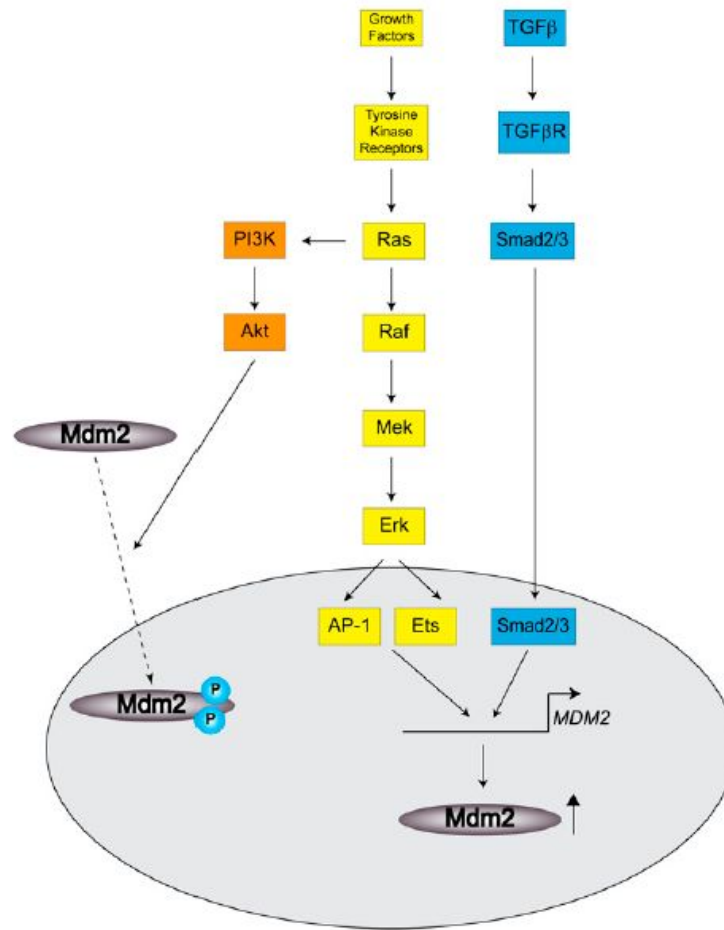 Growth
Factors
TGFβ
Tyrosine
Kinase
Receptors
TGFβR
PI3K
Ras
Smad2/3
Akt
Raf
Mdm2
Mek
Erk
AP-1
Ets
Smad2/3
Mdm2
P
P
MDM2
Mdm2